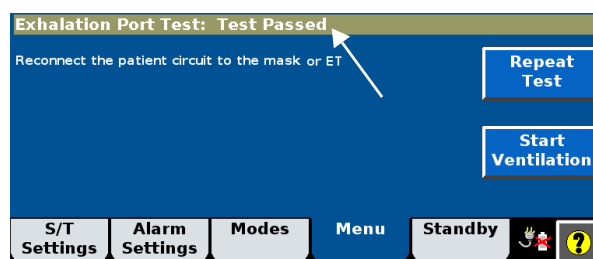 Exhalation Port Test: Test Passed
Reconnect the patient circuit to the mask or ET
Repeat
Test
Start
Ventilation
S/T
Settings
Alarm
Settings
Modes
Menu
Standby
?